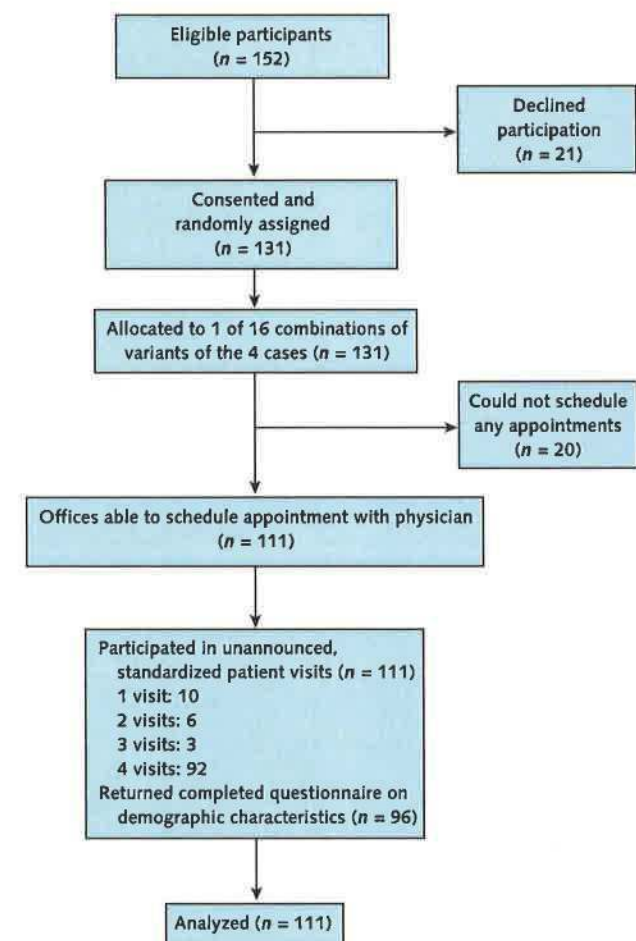 Eligible participants
(n = 152)
Declined
participation
(n = 21)
Consented and
randomly assigned
(n = 131)
Allocated to 1 of 16 combinations of
variants of the 4 cases (n = 131)
Could not schedule
any appointments
(n = 20)
Offices able to schedule appointment with physician
(n = 111)
Participated in unannounced,
standardized patient visits (n = 111)
1 visit: 10
2 visits: 6
3 visits: 3
4 visits: 92
Returned completed questionnaire on
demographic characteristics (n = 96)
Analyzed (n = 111)